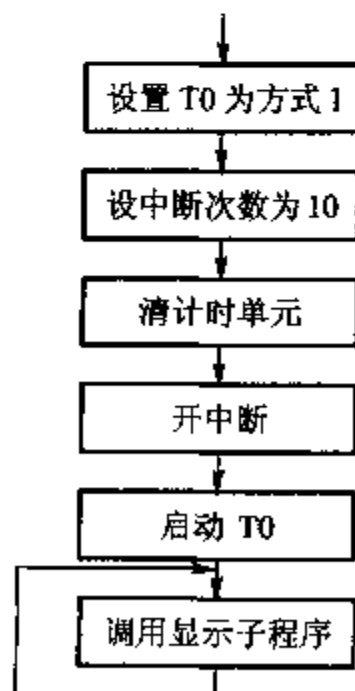 设置 T0 为方式 1
设中断次数为 10
清计时单元
开中断
启动 T0
调用显示子程序